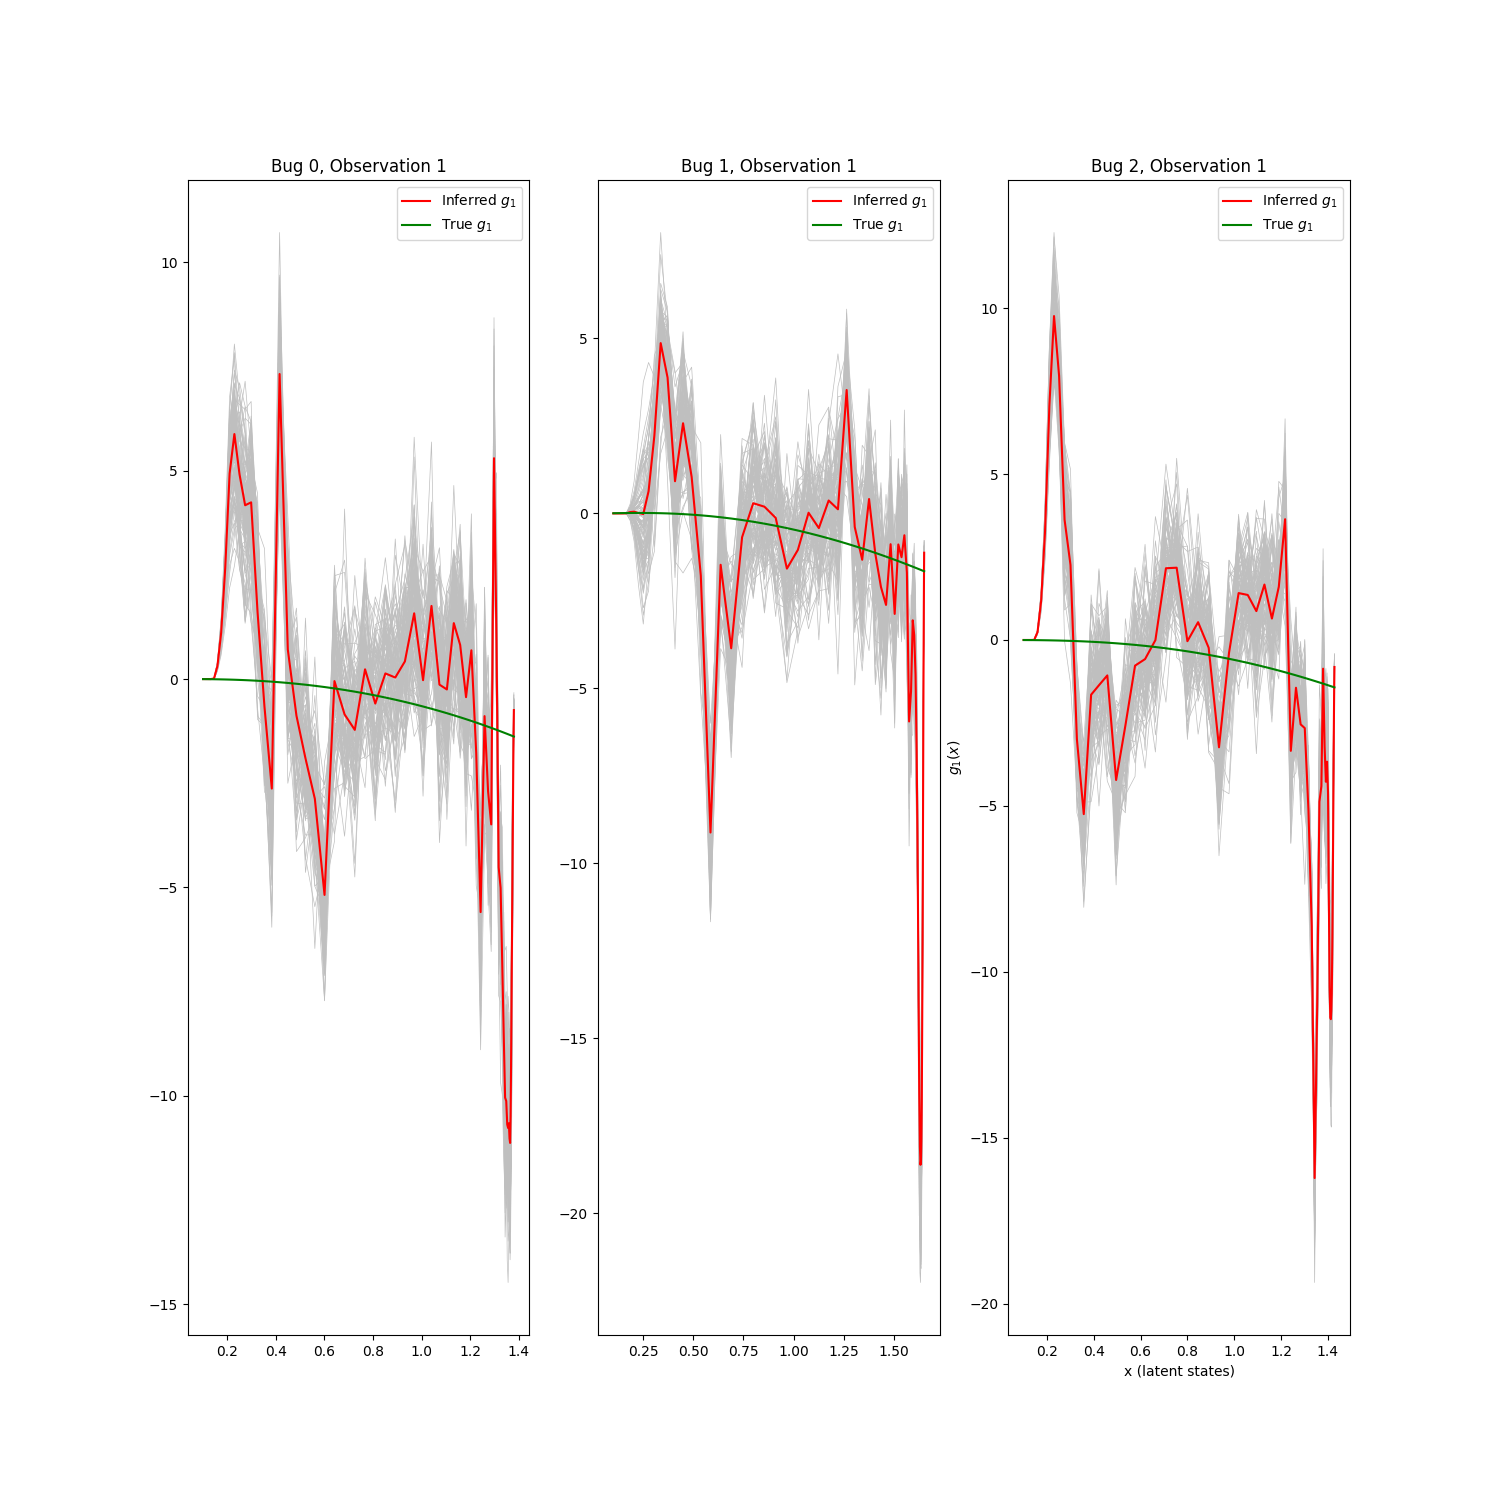 Bug 0, Observation 1
Inferred g₁
True g₁
10
5
0
−5
−10
−15
0.2 0.4 0.6 0.8 1.0 1.2 1.4
Bug 1, Observation 1
Inferred g₁
True g₁
5
0
−5
−10
−15
−20
0.25 0.50 0.75 1.00 1.25 1.50
Bug 2, Observation 1
Inferred g₁
True g₁
g₁(x)
10
5
0
−5
−10
−15
−20
0.2 0.4 0.6 0.8 1.0 1.2 1.4
x (latent states)